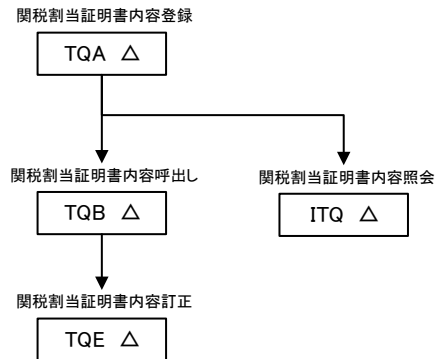 関税割当証明書内容登録
TQA △
関税割当証明書内容呼出し
関税割当証明書内容照会
TQB △
ITQ △
関税割当証明書内容訂正
TQE △